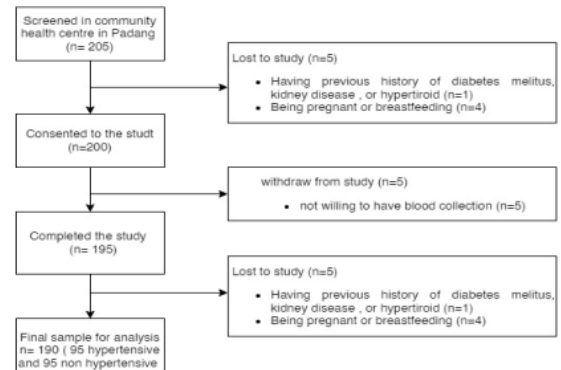 Screened in community
health centre in Padang
(n= 205)
Lost to study (n=5)
• Having previous history of diabetes melitus,
kidney disease , or hypertiroid (n=1)
• Being pregnant or breastfeeding (n=4)
Consented to the studt
(n=200)
withdraw from study (n=5)
• not willing to have blood collection (n=5)
Completed the study
(n= 195)
Lost to study (n=5)
• Having previous history of diabetes melitus,
kidney disease , or hypertiroid (n=1)
• Being pregnant or breastfeeding (n=4)
Final sample for analysis
n= 190 ( 95 hypertensive
and 95 non hypertensive